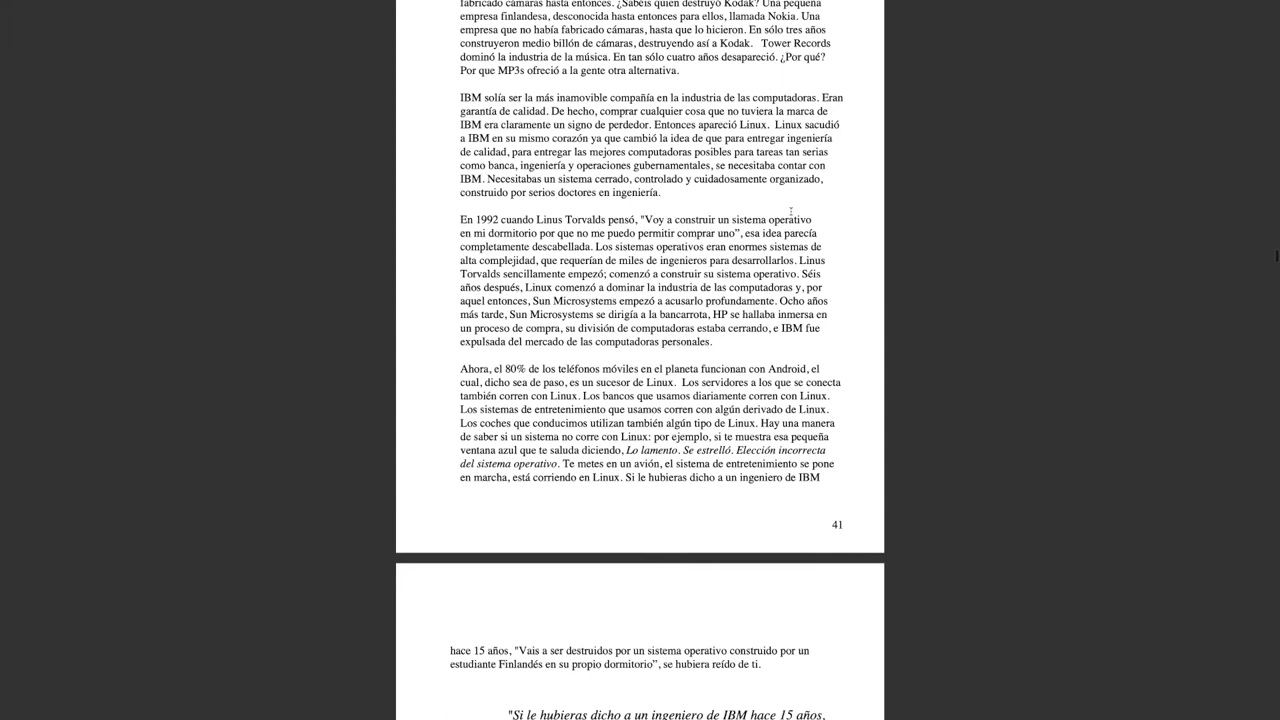 fabricado cámaras hasta entonces. ¿Sabéis quién destruyó Kodak? Una pequeña
empresa finlandesa, desconocida hasta entonces para ellos, llamada Nokia. Una
empresa que no había fabricado cámaras, hasta que lo hicieron. En sólo tres años
construyeron medio billón de cámaras, destruyendo así a Kodak.   Tower Records
dominó la industria de la música. En tan sólo cuatro años desapareció. ¿Por qué?
Por que MP3s ofreció a la gente otra alternativa.

IBM solía ser la más inamovible compañía en la industria de las computadoras. Eran
garantía de calidad. De hecho, comprar cualquier cosa que no tuviera la marca de
IBM era claramente un signo de perdedor. Entonces apareció Linux.  Linux sacudió
a IBM en su mismo corazón ya que cambió la idea de que para entregar ingeniería
de calidad, para entregar las mejores computadoras posibles para tareas tan serias
como banca, ingeniería y operaciones gubernamentales, se necesitaba contar con
IBM. Necesitabas un sistema cerrado, controlado y cuidadosamente organizado,
construido por serios doctores en ingeniería.

En 1992 cuando Linus Torvalds pensó, "Voy a construir un sistema operativo
en mi dormitorio por que no me puedo permitir comprar uno”, esa idea parecía
completamente descabellada. Los sistemas operativos eran enormes sistemas de
alta complejidad, que requerían de miles de ingenieros para desarrollarlos. Linus
Torvalds sencillamente empezó; comenzó a construir su sistema operativo. Séis
años después, Linux comenzó a dominar la industria de las computadoras y, por
aquel entonces, Sun Microsystems empezó a acusarlo profundamente. Ocho años
más tarde, Sun Microsystems se dirigía a la bancarrota, HP se hallaba inmersa en
un proceso de compra, su división de computadoras estaba cerrando, e IBM fue
expulsada del mercado de las computadoras personales.

Ahora, el 80% de los teléfonos móviles en el planeta funcionan con Android, el
cual, dicho sea de paso, es un sucesor de Linux.  Los servidores a los que se conecta
también corren con Linux. Los bancos que usamos diariamente corren con Linux.
Los sistemas de entretenimiento que usamos corren con algún derivado de Linux.
Los coches que conducimos utilizan también algún tipo de Linux. Hay una manera
de saber si un sistema no corre con Linux: por ejemplo, si te muestra esa pequeña
ventana azul que te saluda diciendo, Lo lamento. Se estrelló. Elección incorrecta
del sistema operativo. Te metes en un avión, el sistema de entretenimiento se pone
en marcha, está corriendo en Linux. Si le hubieras dicho a un ingeniero de IBM

41

hace 15 años, "Vais a ser destruidos por un sistema operativo construido por un
estudiante Finlandés en su propio dormitorio”, se hubiera reído de ti.

"Si le hubieras dicho a un ingeniero de IBM hace 15 años,